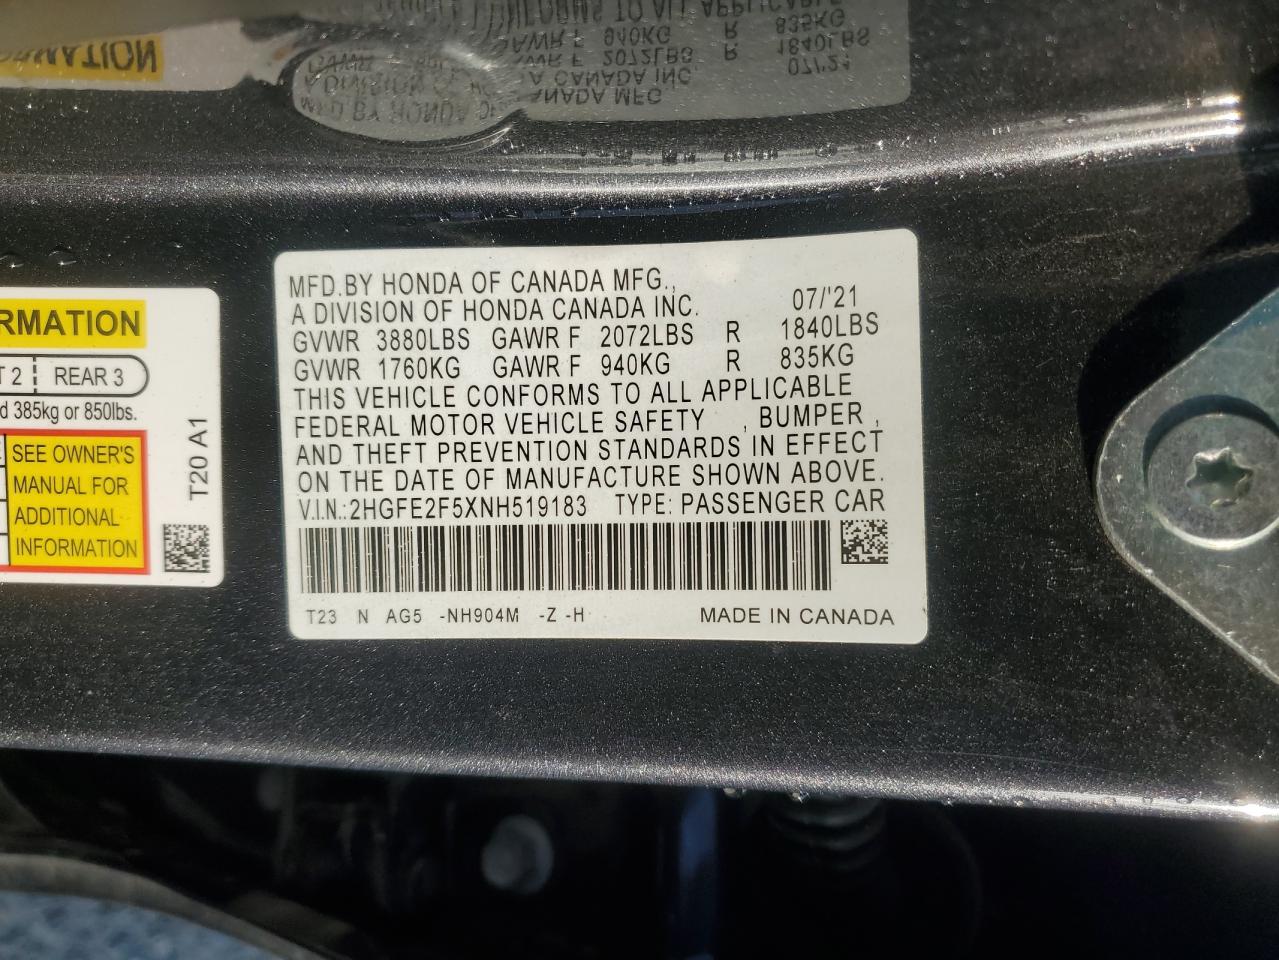 MFD.BY HONDA OF CANADA MFG.,
A DIVISION OF HONDA CANADA INC. 07/'21
GVWR 3880LBS GAWR F 2072LBS R 1840LBS
GVWR 1760KG GAWR F 940KG R 835KG
THIS VEHICLE CONFORMS TO ALL APPLICABLE
FEDERAL MOTOR VEHICLE SAFETY , BUMPER ,
AND THEFT PREVENTION STANDARDS IN EFFECT
ON THE DATE OF MANUFACTURE SHOWN ABOVE.
V.I.N.:2HGFE2F5XNH519183 TYPE: PASSENGER CAR
T23 N AG5 -NH904M -Z -H MADE IN CANADA
RMATION
T 2 REAR 3
d 385kg or 850lbs.
SEE OWNER'S
MANUAL FOR
ADDITIONAL
INFORMATION
T20 A1